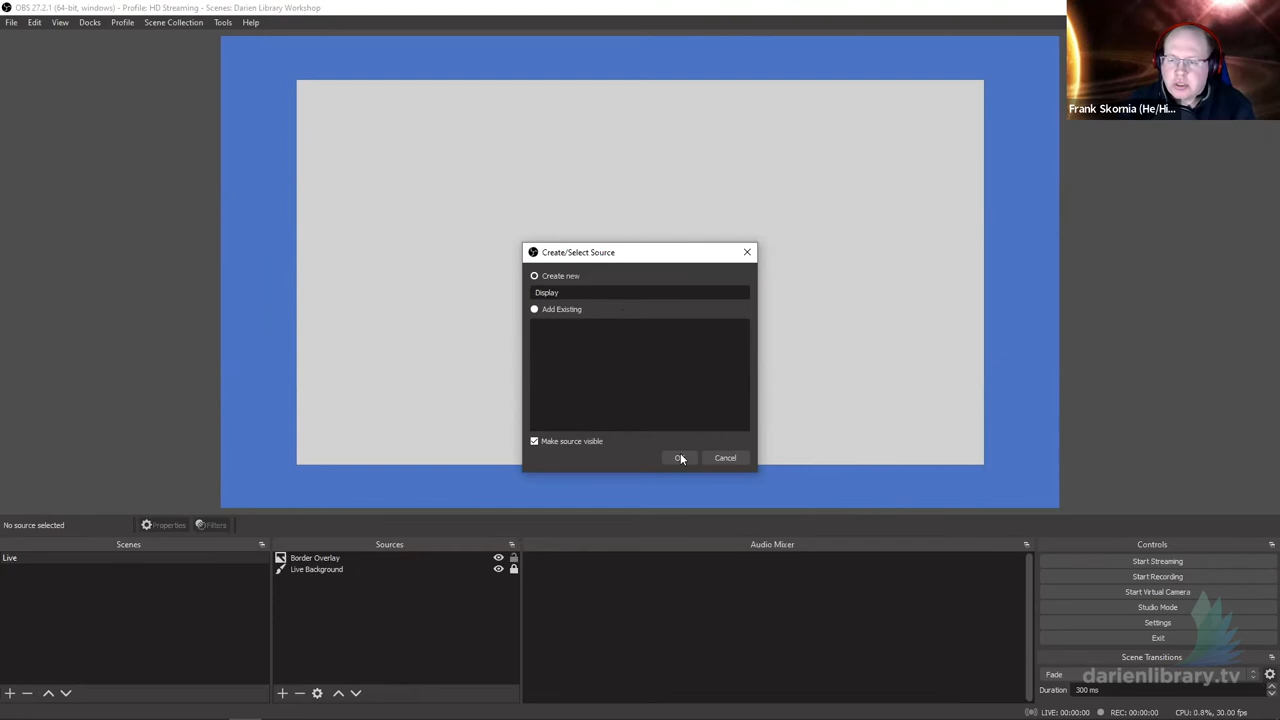 OBS 27.2.1 (64-bit, windows) - Profile: HD Streaming - Scenes: Darien Library Workshop
File Edit View Docks Profile Scene Collection Tools Help
Frank Skornia (He/Hi...
Create/Select Source
Create new
Display
Add Existing
Make source visible
Cancel
No source selected
Properties
Filters
Scenes
Sources
Audio Mixer
Controls
Live
Border Overlay
Live Background
Start Streaming
Start Recording
Start Virtual Camera
Studio Mode
Settings
Exit
Scene Transitions
Fade
darienlibrary.tv
Duration 300 ms
LIVE: 00:00:00 REC: 00:00:00 CPU: 0.8%, 30.00 fps